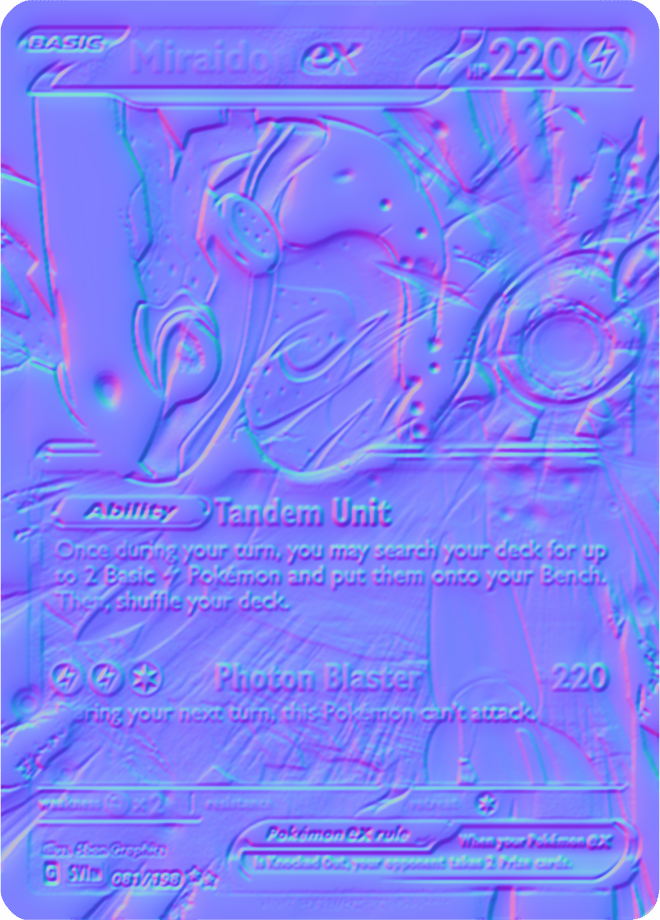 BASIC Miraidon ex HP 220
Ability Tandem Unit
Once during your turn, you may search your deck for up
to 2 Basic Pokémon and put them onto your Bench.
Then, shuffle your deck.
Photon Blaster 220
During your next turn, this Pokémon can't attack.
weakness x 2 resistance retreat
Pokémon ex rule When your Pokémon ex
is Knocked Out, your opponent takes 2 Prize cards.
Illus.
G SVI EN 081/198